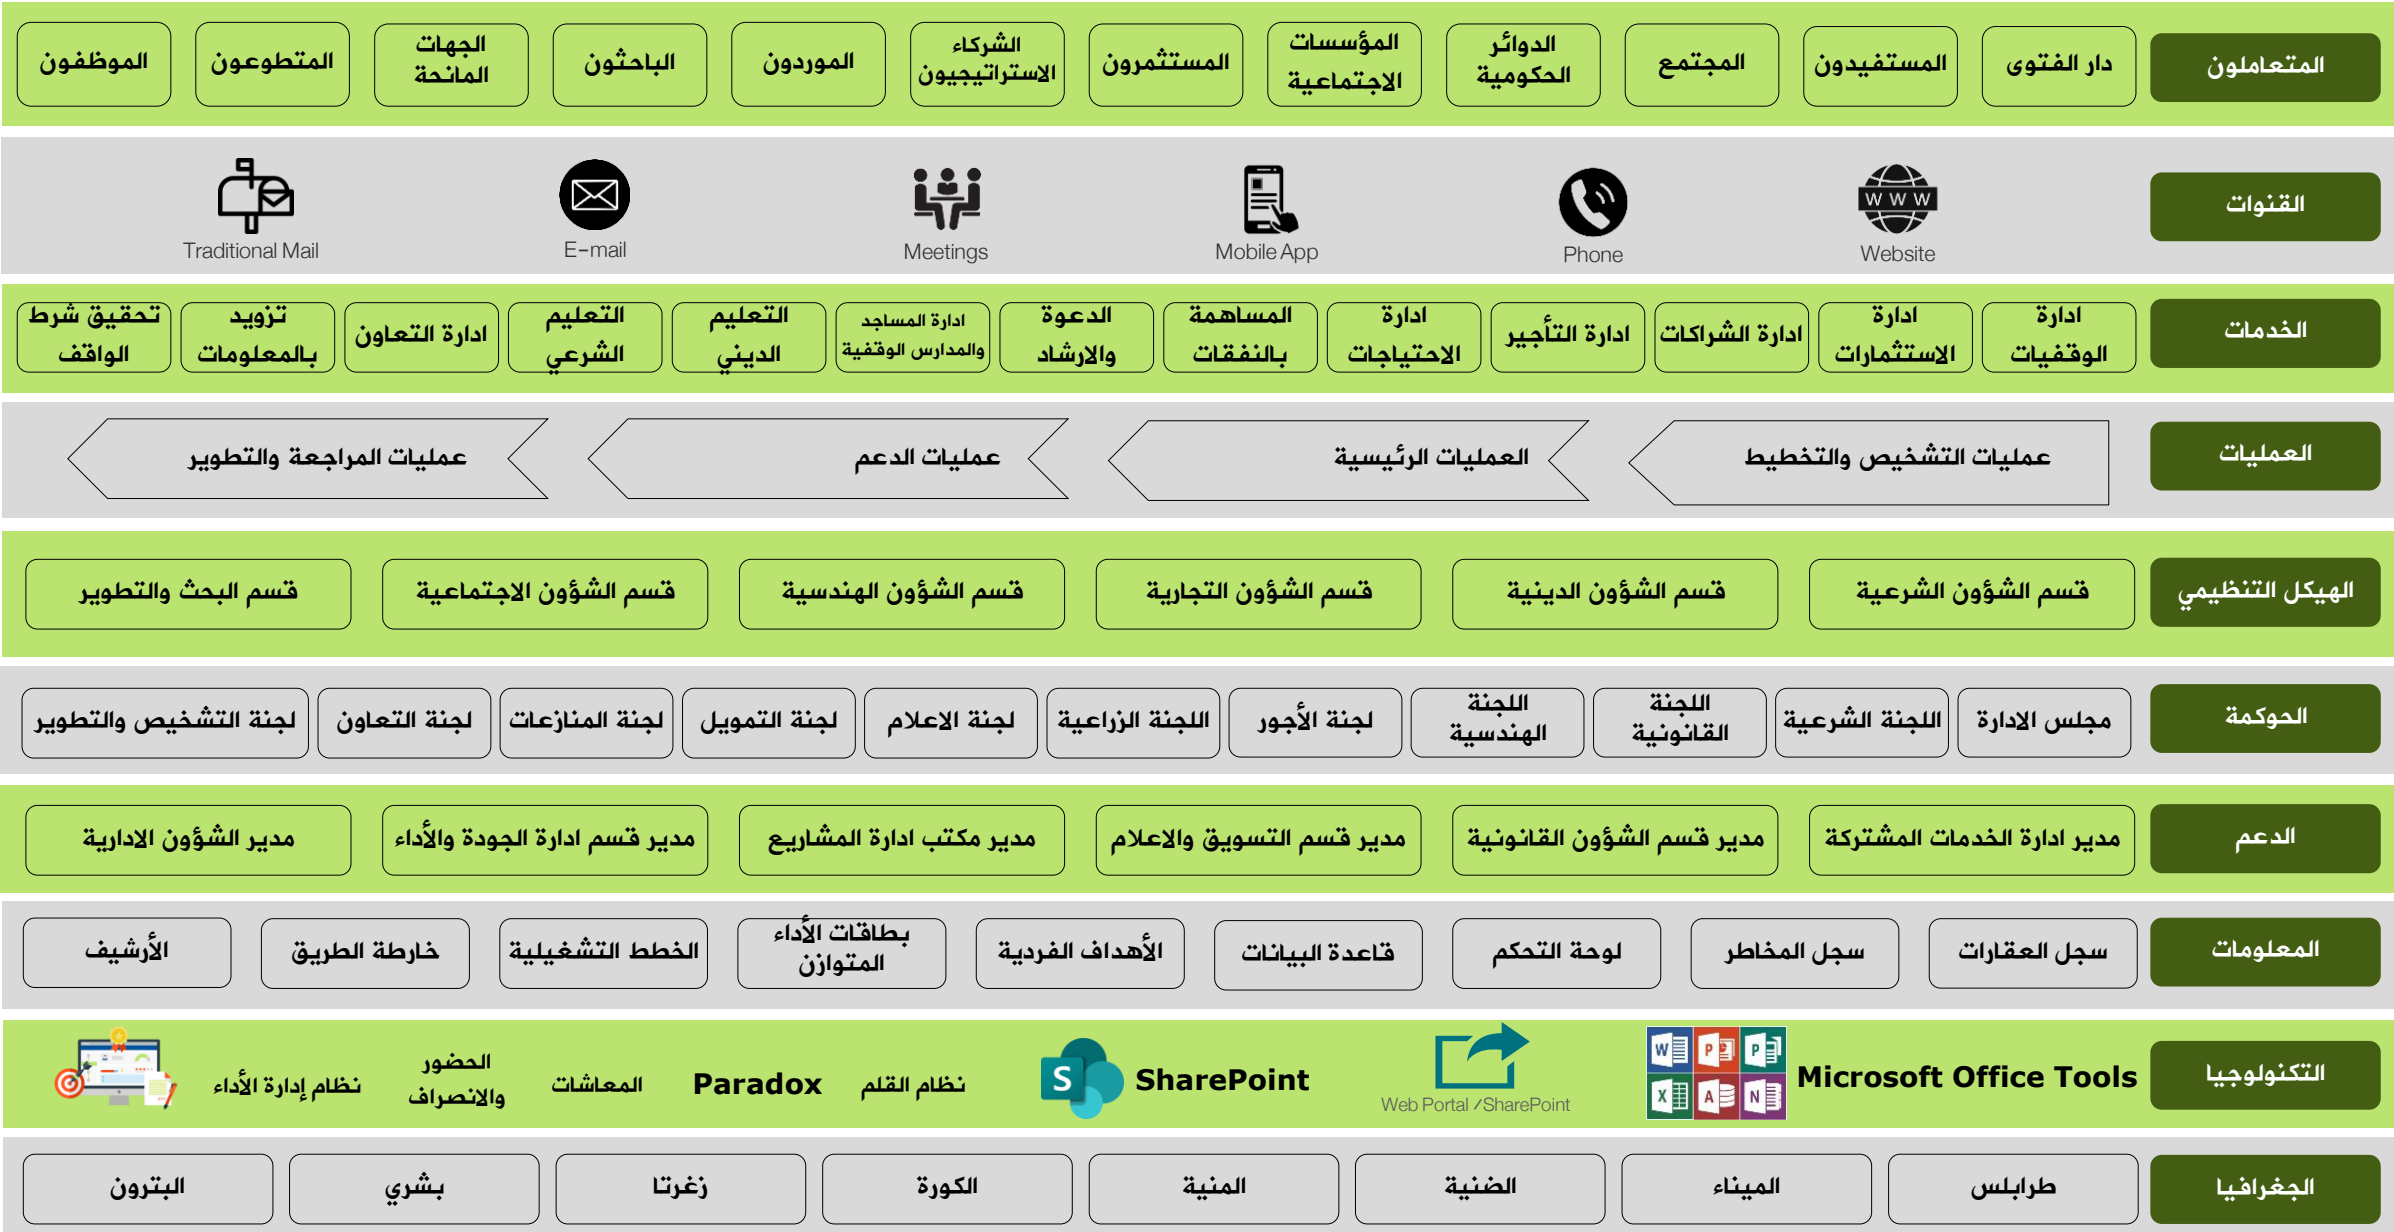 المتعاملون
دار الفتوى
المستفيدون
المجتمع
الدوائر
الحكومية
المؤسسات
الاجتماعية
المستثمرون
الشركاء
الاستراتيجيون
الموردون
الباحثون
الجهات
المانحة
المتطوعون
الموظفون
القنوات
WWW
Website
Phone
Mobile App
Meetings
E-mail
Traditional Mail
الخدمات
ادارة
الوقفيات
ادارة
الاستثمارات
ادارة الشراكات
ادارة التأجير
ادارة
الاحتياجات
المساهمة
بالنفقات
الدعوة
والارشاد
ادارة المساجد
والمدارس الوقفية
التعليم
الديني
التعليم
الشرعي
ادارة التعاون
تزويد
بالمعلومات
تحقيق شرط
الواقف
العمليات
عمليات التشخيص والتخطيط
العمليات الرئيسية
عمليات الدعم
عمليات المراجعة والتطوير
الهيكل التنظيمي
قسم الشؤون الشرعية
قسم الشؤون الدينية
قسم الشؤون التجارية
قسم الشؤون الهندسية
قسم الشؤون الاجتماعية
قسم البحث والتطوير
الحوكمة
مجلس الادارة
اللجنة الشرعية
اللجنة
القانونية
اللجنة
الهندسية
لجنة الأجور
اللجنة الزراعية
لجنة الاعلام
لجنة التمويل
لجنة المنازعات
لجنة التعاون
لجنة التشخيص والتطوير
الدعم
مدير ادارة الخدمات المشتركة
مدير قسم الشؤون القانونية
مدير قسم التسويق والاعلام
مدير مكتب ادارة المشاريع
مدير قسم ادارة الجودة والأداء
مدير الشؤون الادارية
المعلومات
سجل العقارات
سجل المخاطر
لوحة التحكم
قاعدة البيانات
الأهداف الفردية
بطاقات الأداء
المتوازن
الخطط التشغيلية
خارطة الطريق
الأرشيف
التكنولوجيا
Microsoft Office Tools
W P P
X A N
Web Portal /SharePoint
SharePoint
S
نظام القلم
Paradox
المعاشات
الحضور
والانصراف
نظام إدارة الأداء
الجغرافيا
طرابلس
الميناء
الضنية
المنية
الكورة
زغرتا
بشري
البترون